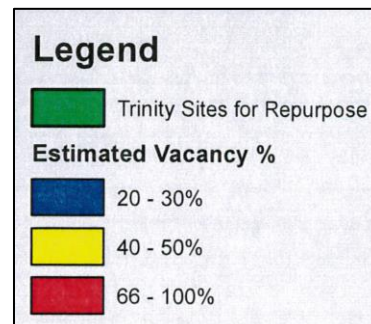 Legend
Trinity Sites for Repurpose
Estimated Vacancy %
20 - 30%
40 - 50%
66 - 100%